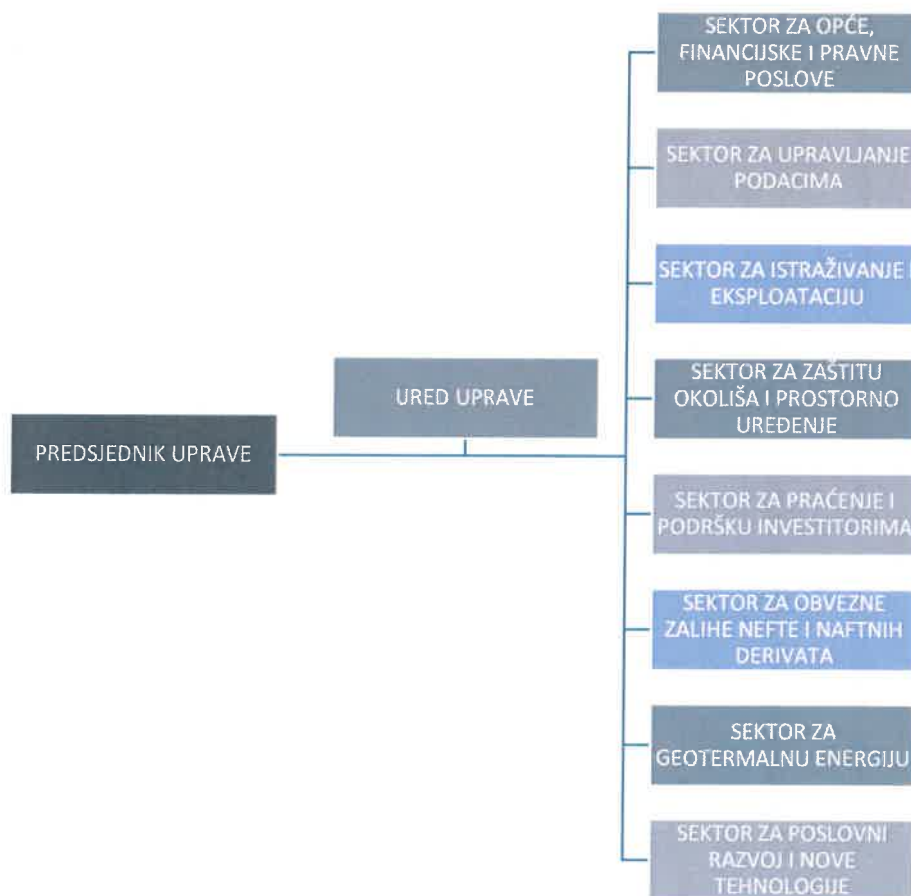 PREDSJEDNIK UPRAVE
URED UPRAVE
SEKTOR ZA OPĆE,
FINANCIJSKE I PRAVNE
POSLOVE
SEKTOR ZA UPRAVLJANJE
PODACIMA
SEKTOR ZA ISTRAŽIVANJE I
EKSPLOATACIJU
SEKTOR ZA ZAŠTITU
OKOLIŠA I PROSTORNO
UREĐENJE
SEKTOR ZA PRAĆENJE I
PODRŠKU INVESTITORIMA
SEKTOR ZA OBVEZNE
ZALIHE NEFTE I NAFTNIH
DERIVATA
SEKTOR ZA
GEOTERMALNU ENERGIJU
SEKTOR ZA POSLOVNI
RAZVOJ I NOVE
TEHNOLOGIJE